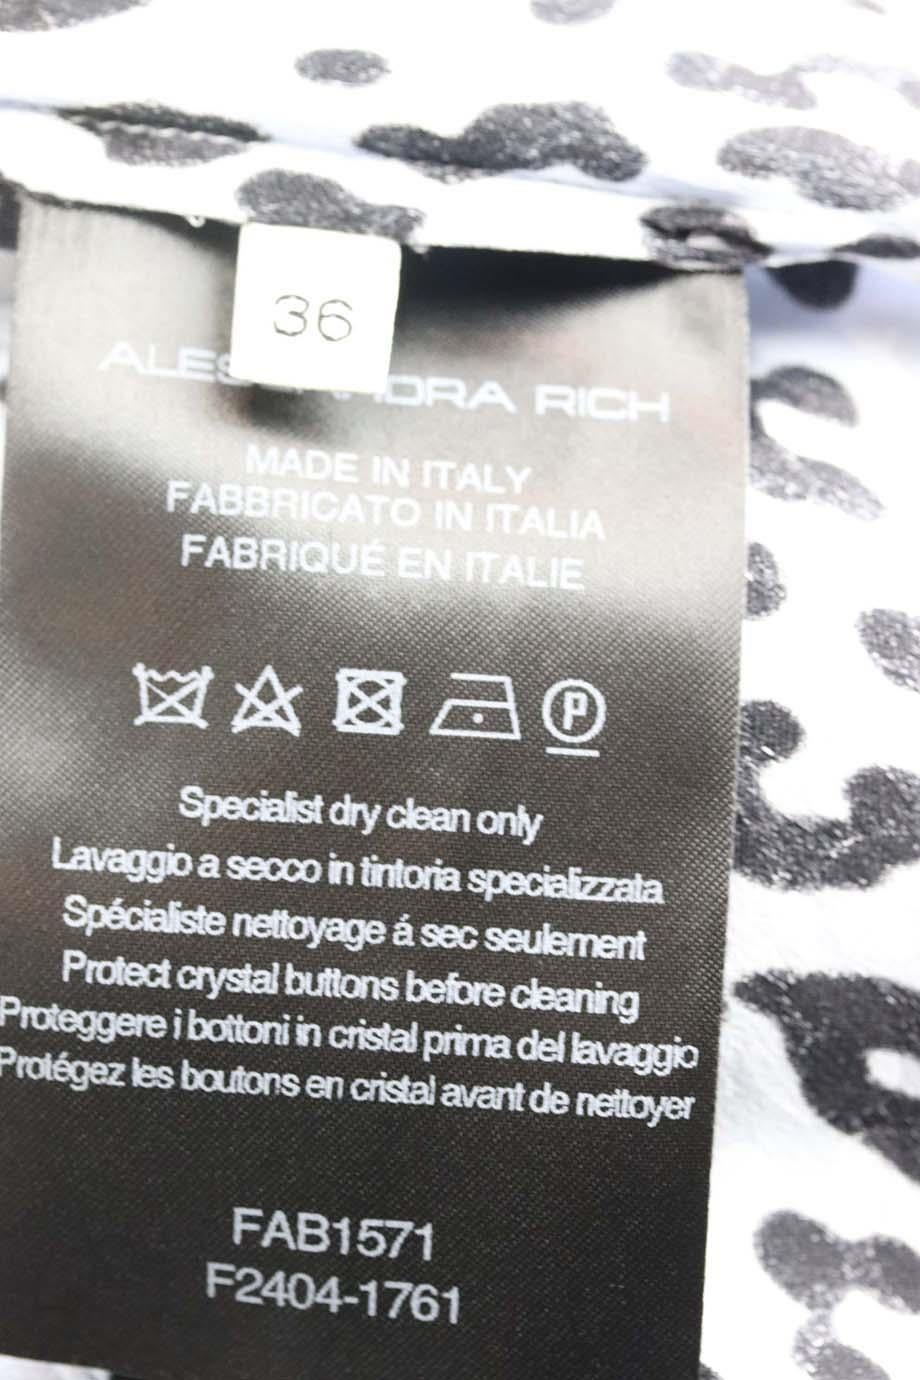 36
ALESSANDRA RICH
MADE IN ITALY
FABBRICATO IN ITALIA
FABRIQUÉ EN ITALIE
P
Specialist dry clean only
Lavaggio a secco in tintoria specializzata
Spécialiste nettoyage á sec seulement
Protect crystal buttons before cleaning
Proteggere i bottoni in cristal prima del lavaggio
Protégez les boutons en cristal avant de nettoyer
FAB1571
F2404-1761